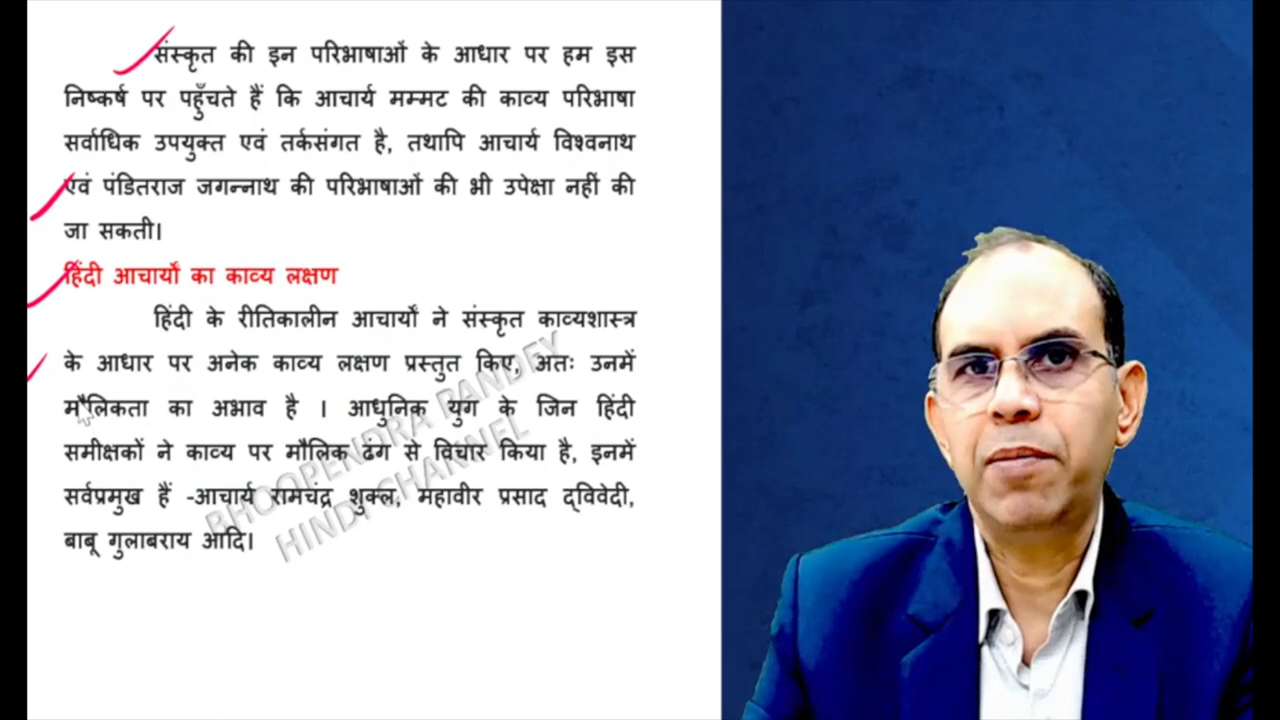 संस्कृत की इन परिभाषाओं के आधार पर हम इस
निष्कर्ष पर पहुँचते हैं कि आचार्य मम्मट की काव्य परिभाषा
सर्वाधिक उपयुक्त एवं तर्कसंगत है, तथापि आचार्य विश्वनाथ
एवं पंडितराज जगन्नाथ की परिभाषाओं की भी उपेक्षा नहीं की
जा सकती।
हिंदी आचार्यों का काव्य लक्षण
हिंदी के रीतिकालीन आचार्यों ने संस्कृत काव्यशास्त्र
के आधार पर अनेक काव्य लक्षण प्रस्तुत किए, अतः उनमें
मौलिकता का अभाव है । आधुनिक युग के जिन हिंदी
समीक्षकों ने काव्य पर मौलिक ढंग से विचार किया है, इनमें
सर्वप्रमुख हैं -आचार्य रामचंद्र शुक्ल, महावीर प्रसाद द्विवेदी,
बाबू गुलाबराय आदि।
BHOOPENDRA PANDEY
HINDI CHANNEL